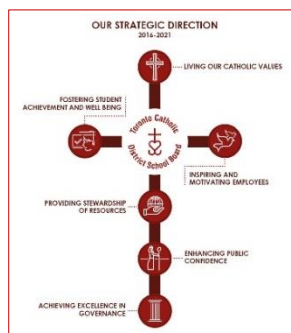 OUR STRATEGIC DIRECTION
2016-2021
LIVING OUR CATHOLIC VALUES
FOSTERING STUDENT
ACHIEVEMENT AND WELL BEING
Toronto Catholic
District School Board
INSPIRING AND
MOTIVATING EMPLOYEES
PROVIDING STEWARDSHIP
OF RESOURCES
ENHANCING PUBLIC
CONFIDENCE
ACHIEVING EXCELLENCE IN
GOVERNANCE